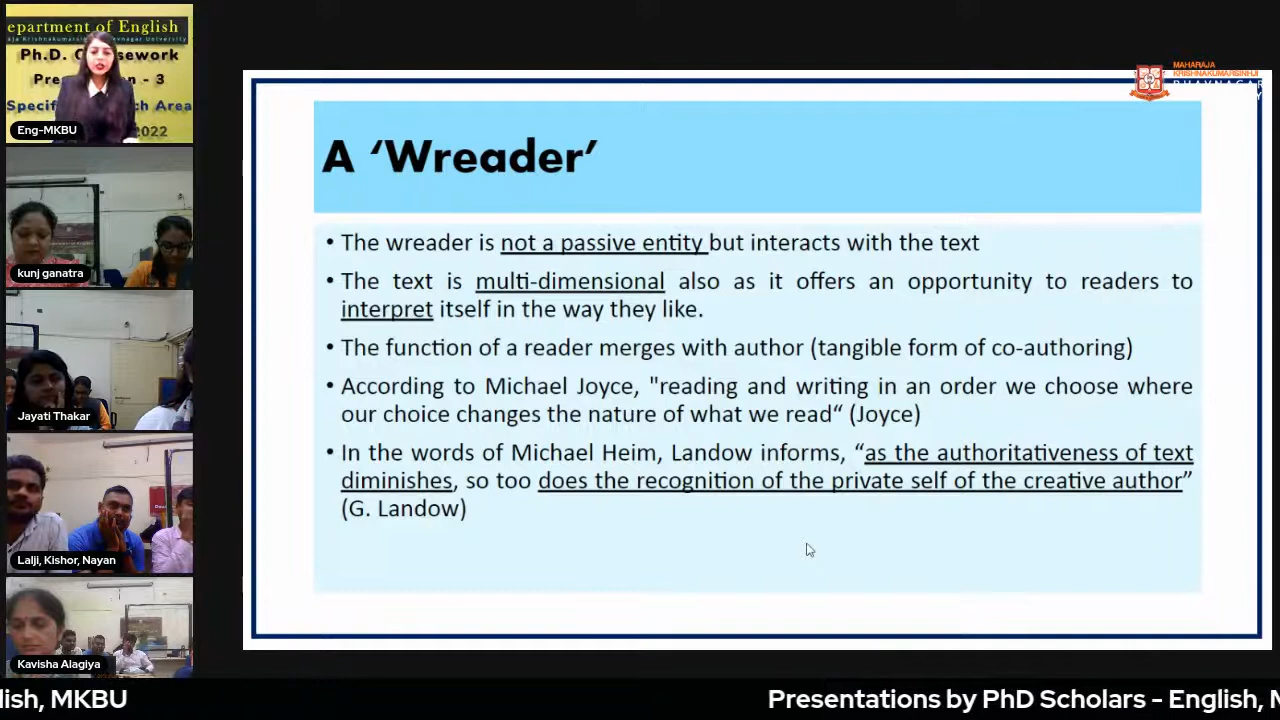 epartment of English
Ph.D. C
Pre
n - 3
Specif
ch Area
2022
Eng-MKBU
kunj ganatra
Jayati Thakar
Lalji, Kishor, Nayan
Kavisha Alagiya
MAHARAJA
KRISHNAKUMARSINHJI
BHAVNAGAR
A ‘Wreader’
• The wreader is not a passive entity but interacts with the text
• The text is multi-dimensional also as it offers an opportunity to readers to
interpret itself in the way they like.
• The function of a reader merges with author (tangible form of co-authoring)
• According to Michael Joyce, "reading and writing in an order we choose where
our choice changes the nature of what we read“ (Joyce)
• In the words of Michael Heim, Landow informs, “as the authoritativeness of text
diminishes, so too does the recognition of the private self of the creative author”
(G. Landow)
lish, MKBU
Presentations by PhD Scholars - English, M